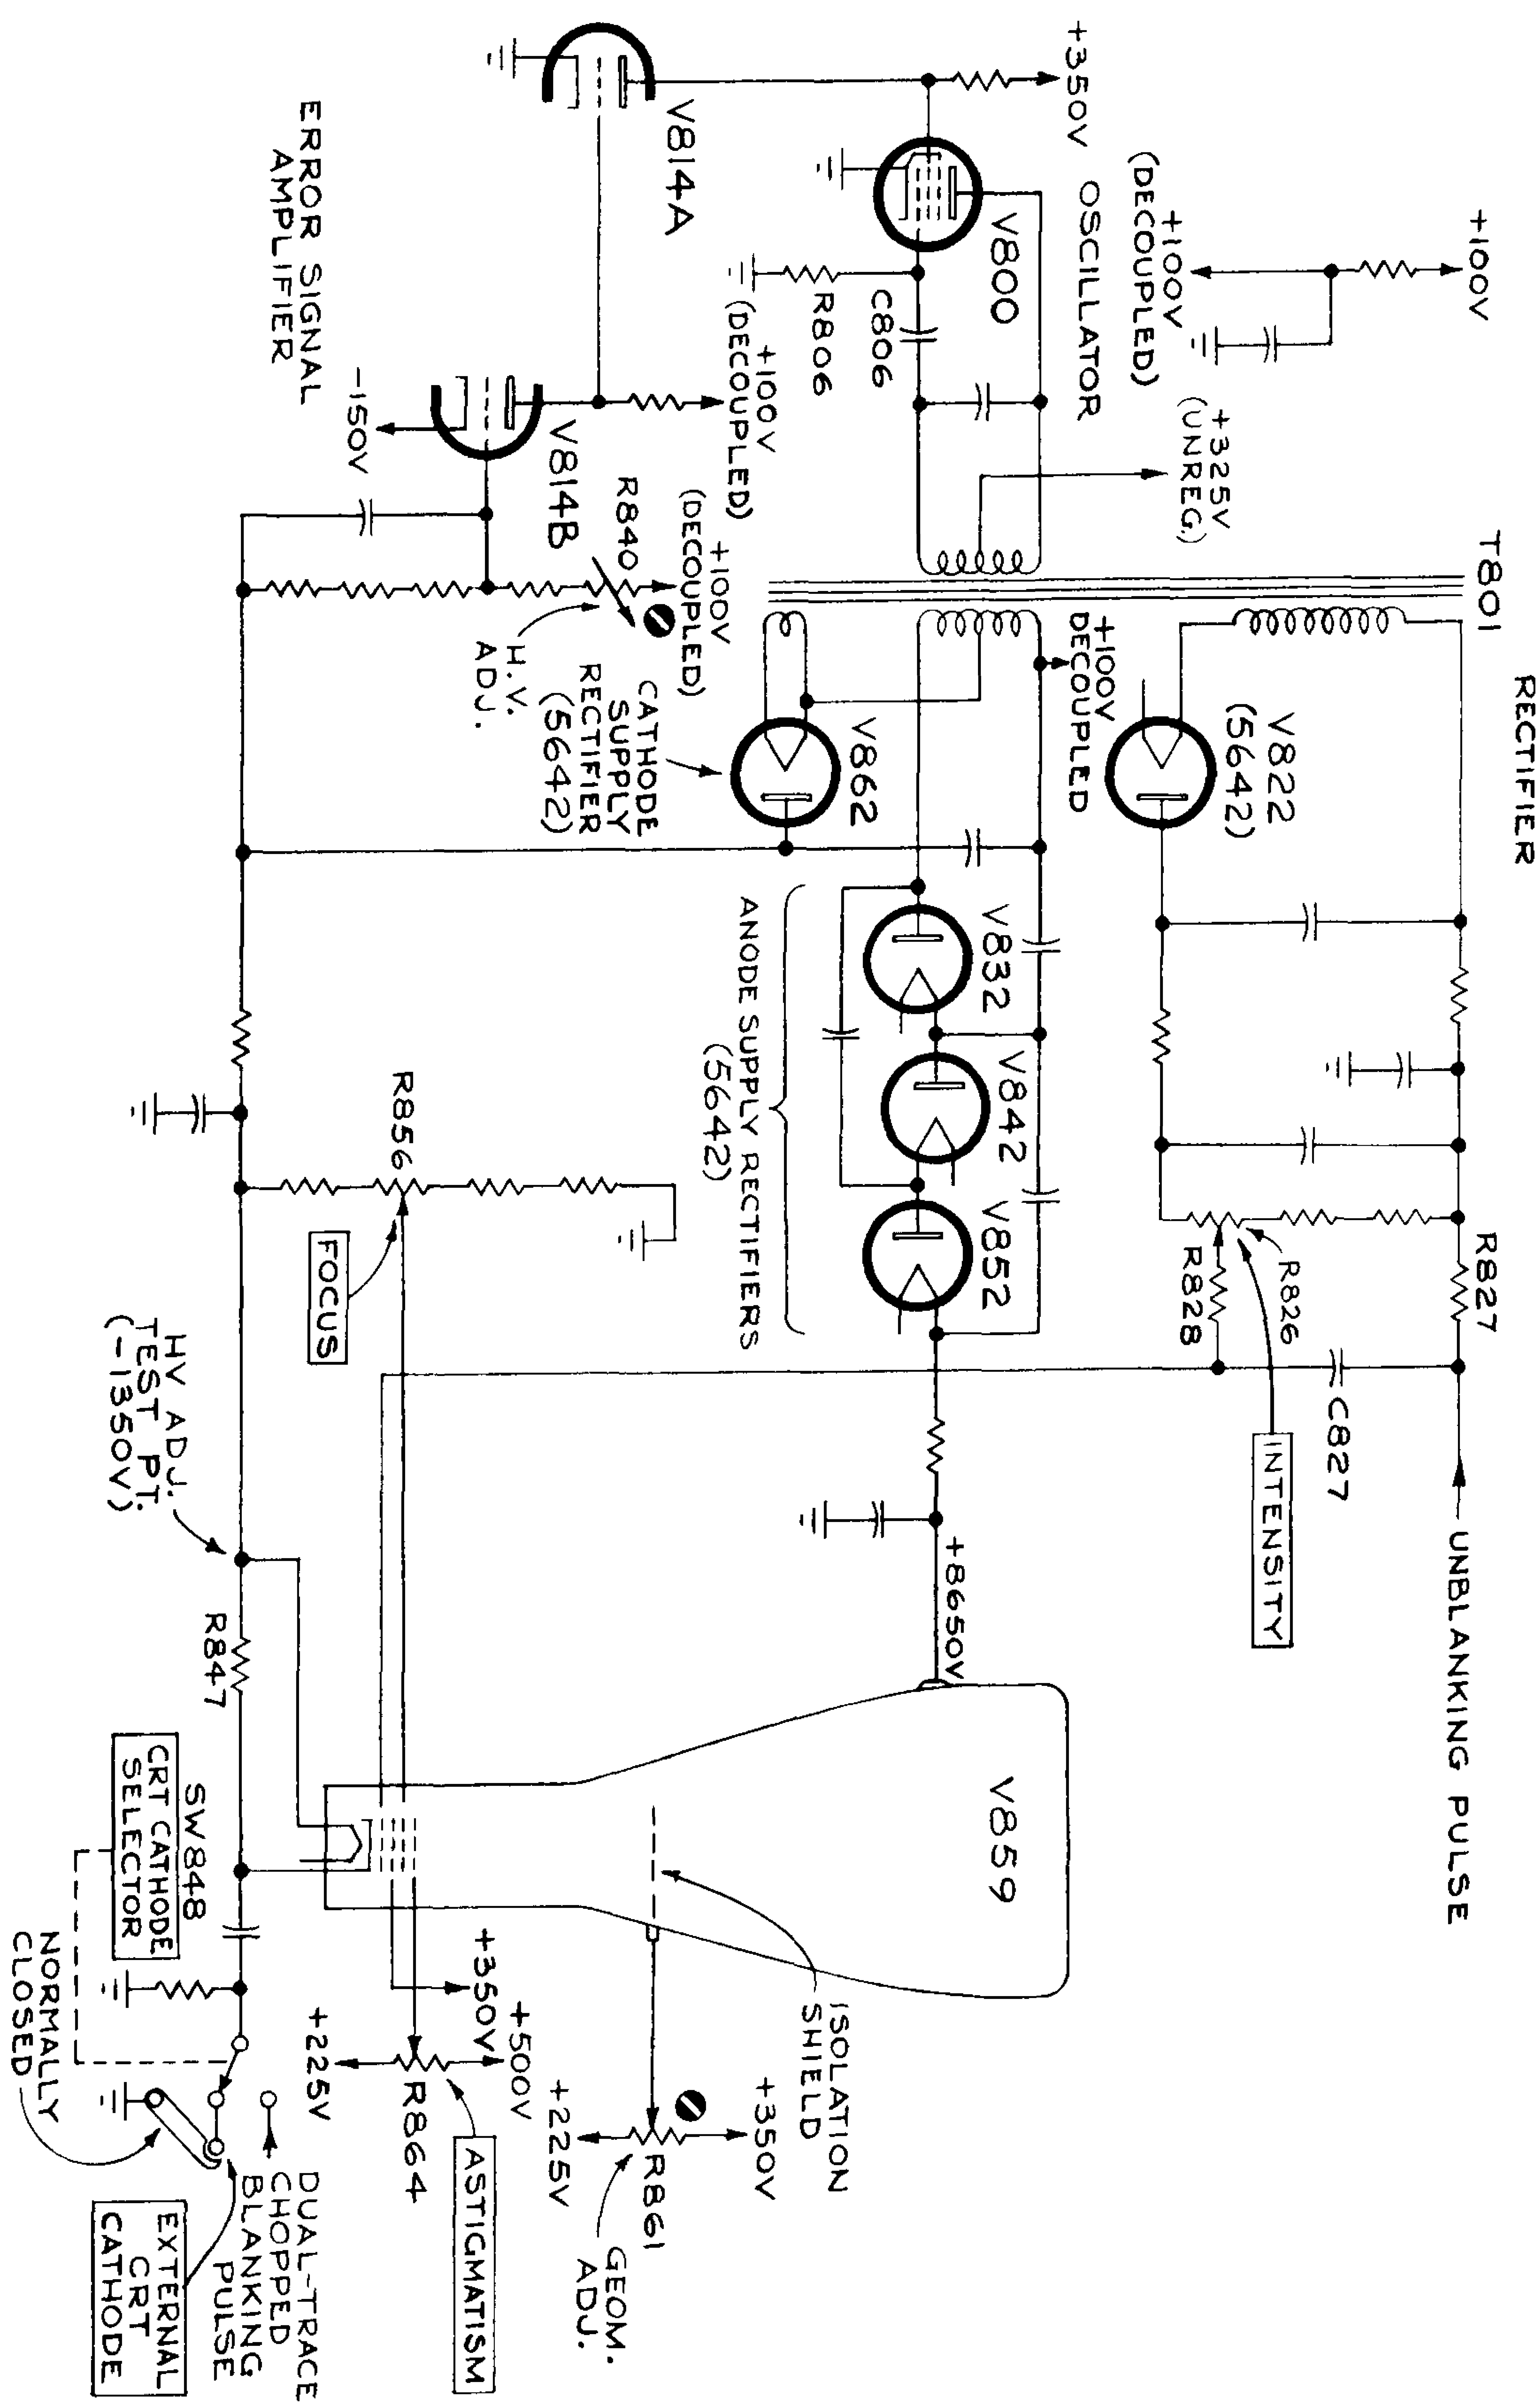 RECTIFIER
T801
+100V
+100V
(DECOUPLED)
+350V
OSCILLATOR
V800
C806
R806
V814A
ERROR SIGNAL
AMPLIFIER
+100V
(DECOUPLED)
-150V
V814B
R840
+100V
(DECOUPLED)
H.V.
ADJ.
+325V
(UNREG.)
+100V
DECOUPLED
V822
(5642)
V862
CATHODE
SUPPLY
RECTIFIER
(5642)
V832
V842
V852
ANODE SUPPLY RECTIFIERS
(5642)
R827
R826
R828
C827
INTENSITY
UNBLANKING PULSE
R856
FOCUS
HV ADJ.
TEST PT.
(-1350V)
+8650V
V859
R847
SW848
CRT CATHODE
SELECTOR
NORMALLY
CLOSED
ISOLATION
SHIELD
+350V
+500V
+225V
R864
ASTIGMATISM
+350V
+225V
R861
GEOM.
ADJ.
DUAL-TRACE
CHOPPED
BLANKING
PULSE
EXTERNAL
CRT
CATHODE